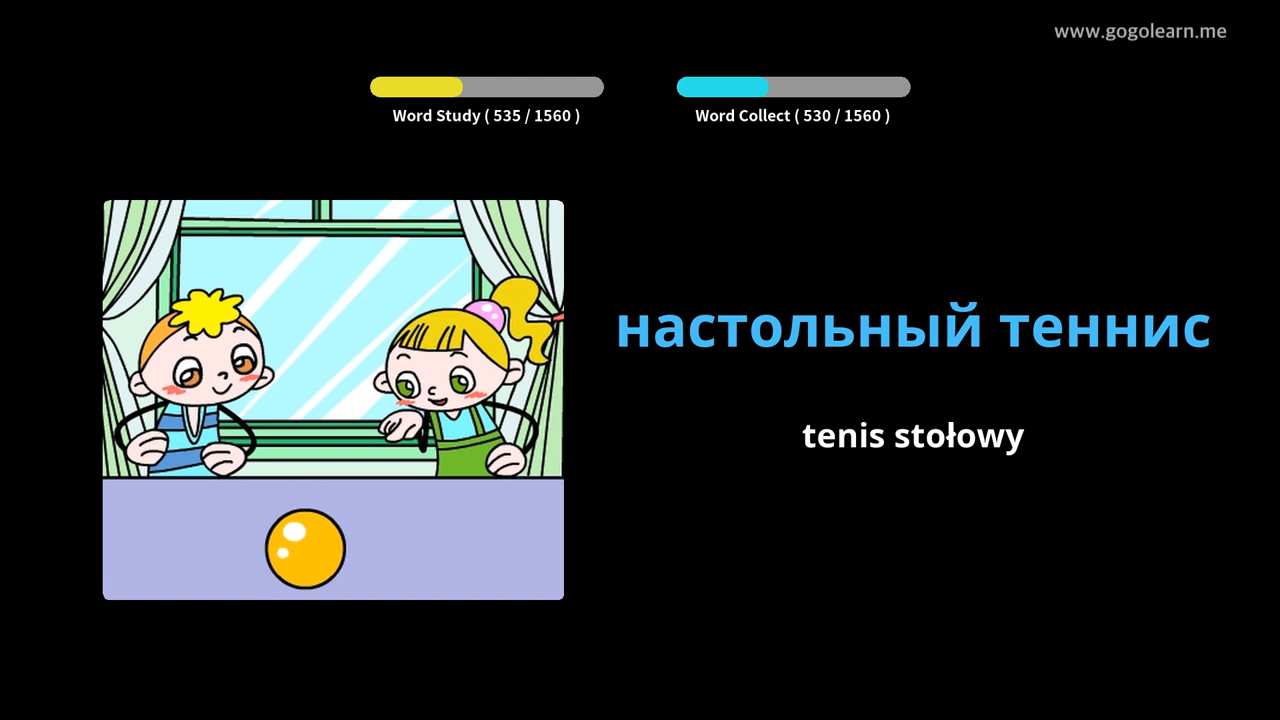 www.gogolearn.me
Word Study ( 535 / 1560 )
Word Collect ( 530 / 1560 )
настольный теннис
tenis stołowy